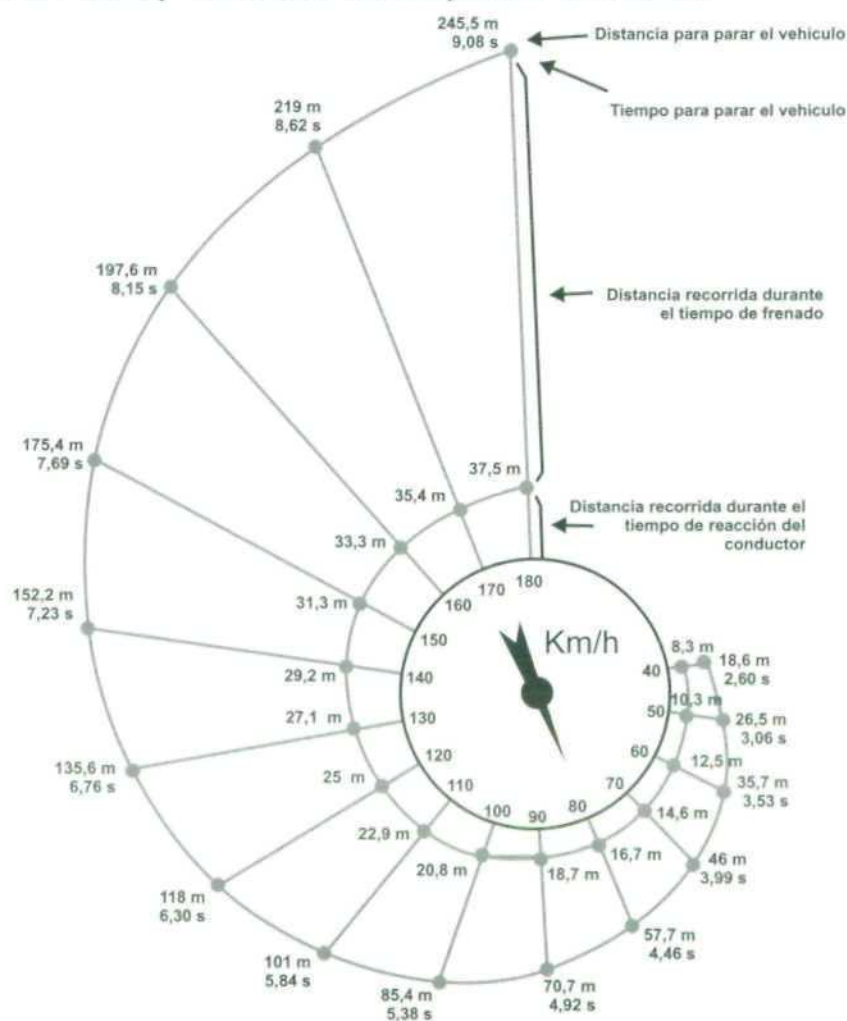 245,5 m
9,08 s
Distancia para parar el vehiculo
Tiempo para parar el vehiculo
219 m
8,62 s
197,6 m
8,15 s
Distancia recorrida durante
el tiempo de frenado
175,4 m
7,69 s
37,5 m
35,4 m
Distancia recorrida durante el
tiempo de reacción del
conductor
33,3 m
180
170
160
152,2 m
7,23 s
31,3 m
150
Km/h
29,2 m
140
8,3 m
40
18,6 m
2,60 s
27,1 m
130
10,3 m
50
26,5 m
3,06 s
135,6 m
6,76 s
25 m
120
60
12,5 m
35,7 m
3,53 s
22,9 m
110
70
14,6 m
46 m
3,99 s
20,8 m
100
90
80
18,7 m
16,7 m
118 m
6,30 s
57,7 m
4,46 s
101 m
5,84 s
85,4 m
5,38 s
70,7 m
4,92 s